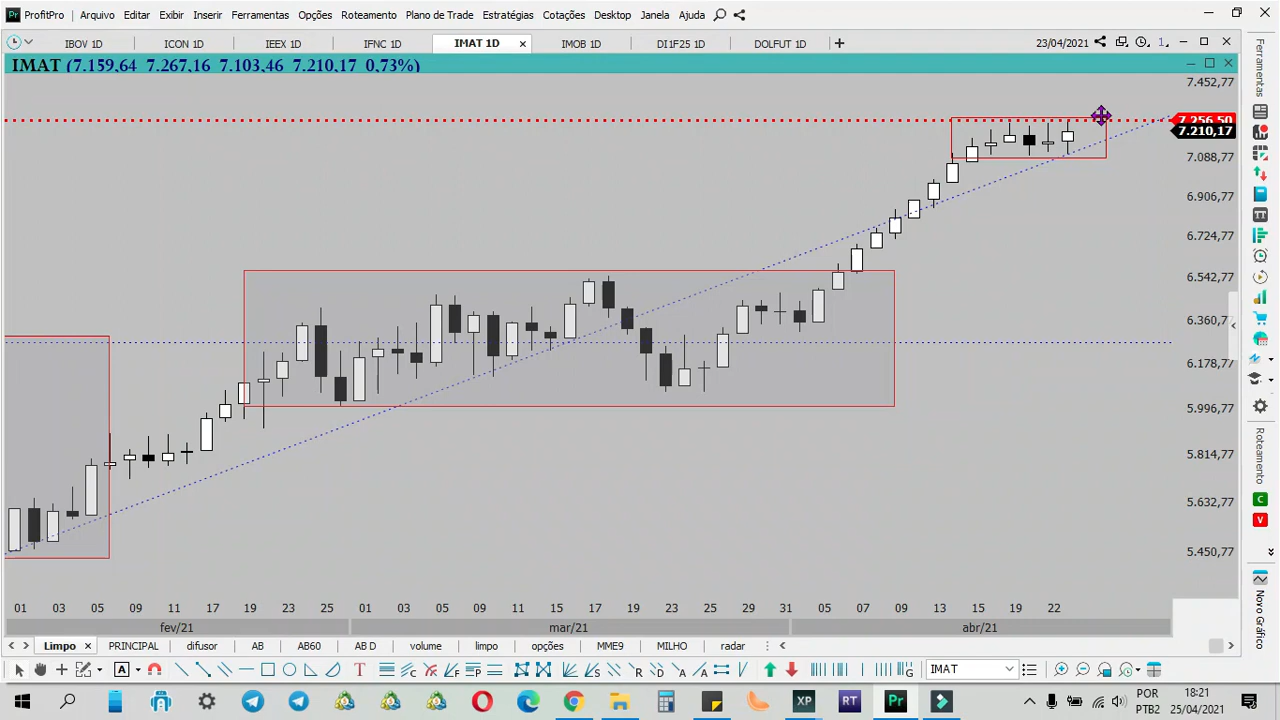 Pr ProfitPro Arquivo Editar Exibir Inserir Ferramentas Opções Roteamento Plano de Trade Estratégias Cotações Desktop Janela Ajuda
IBOV 1D ICON 1D IEEX 1D IFNC 1D IMAT 1D x IMOB 1D DI1F25 1D DOLFUT 1D 23/04/2021 1
IMAT (7.159,64 7.267,16 7.103,46 7.210,17 0,73%)
7.452,77
7.256,50
7.210,17
7.088,77
6.906,77
6.724,77
6.542,77
6.360,77
6.178,77
5.996,77
5.814,77
5.632,77
5.450,77
Ferramentas
Roteamento
C
V
Novo Gráfico
01 03 05 09 11 17 19 23 25 01 03 05 09 11 15 17 19 23 25 29 31 05 07 09 13 15 19 22
fev/21 mar/21 abr/21
Limpo x PRINCIPAL difusor AB AB60 AB D volume limpo opções MME9 MILHO radar
IMAT
XP RT Pr
POR
PTB2
18:21
25/04/2021